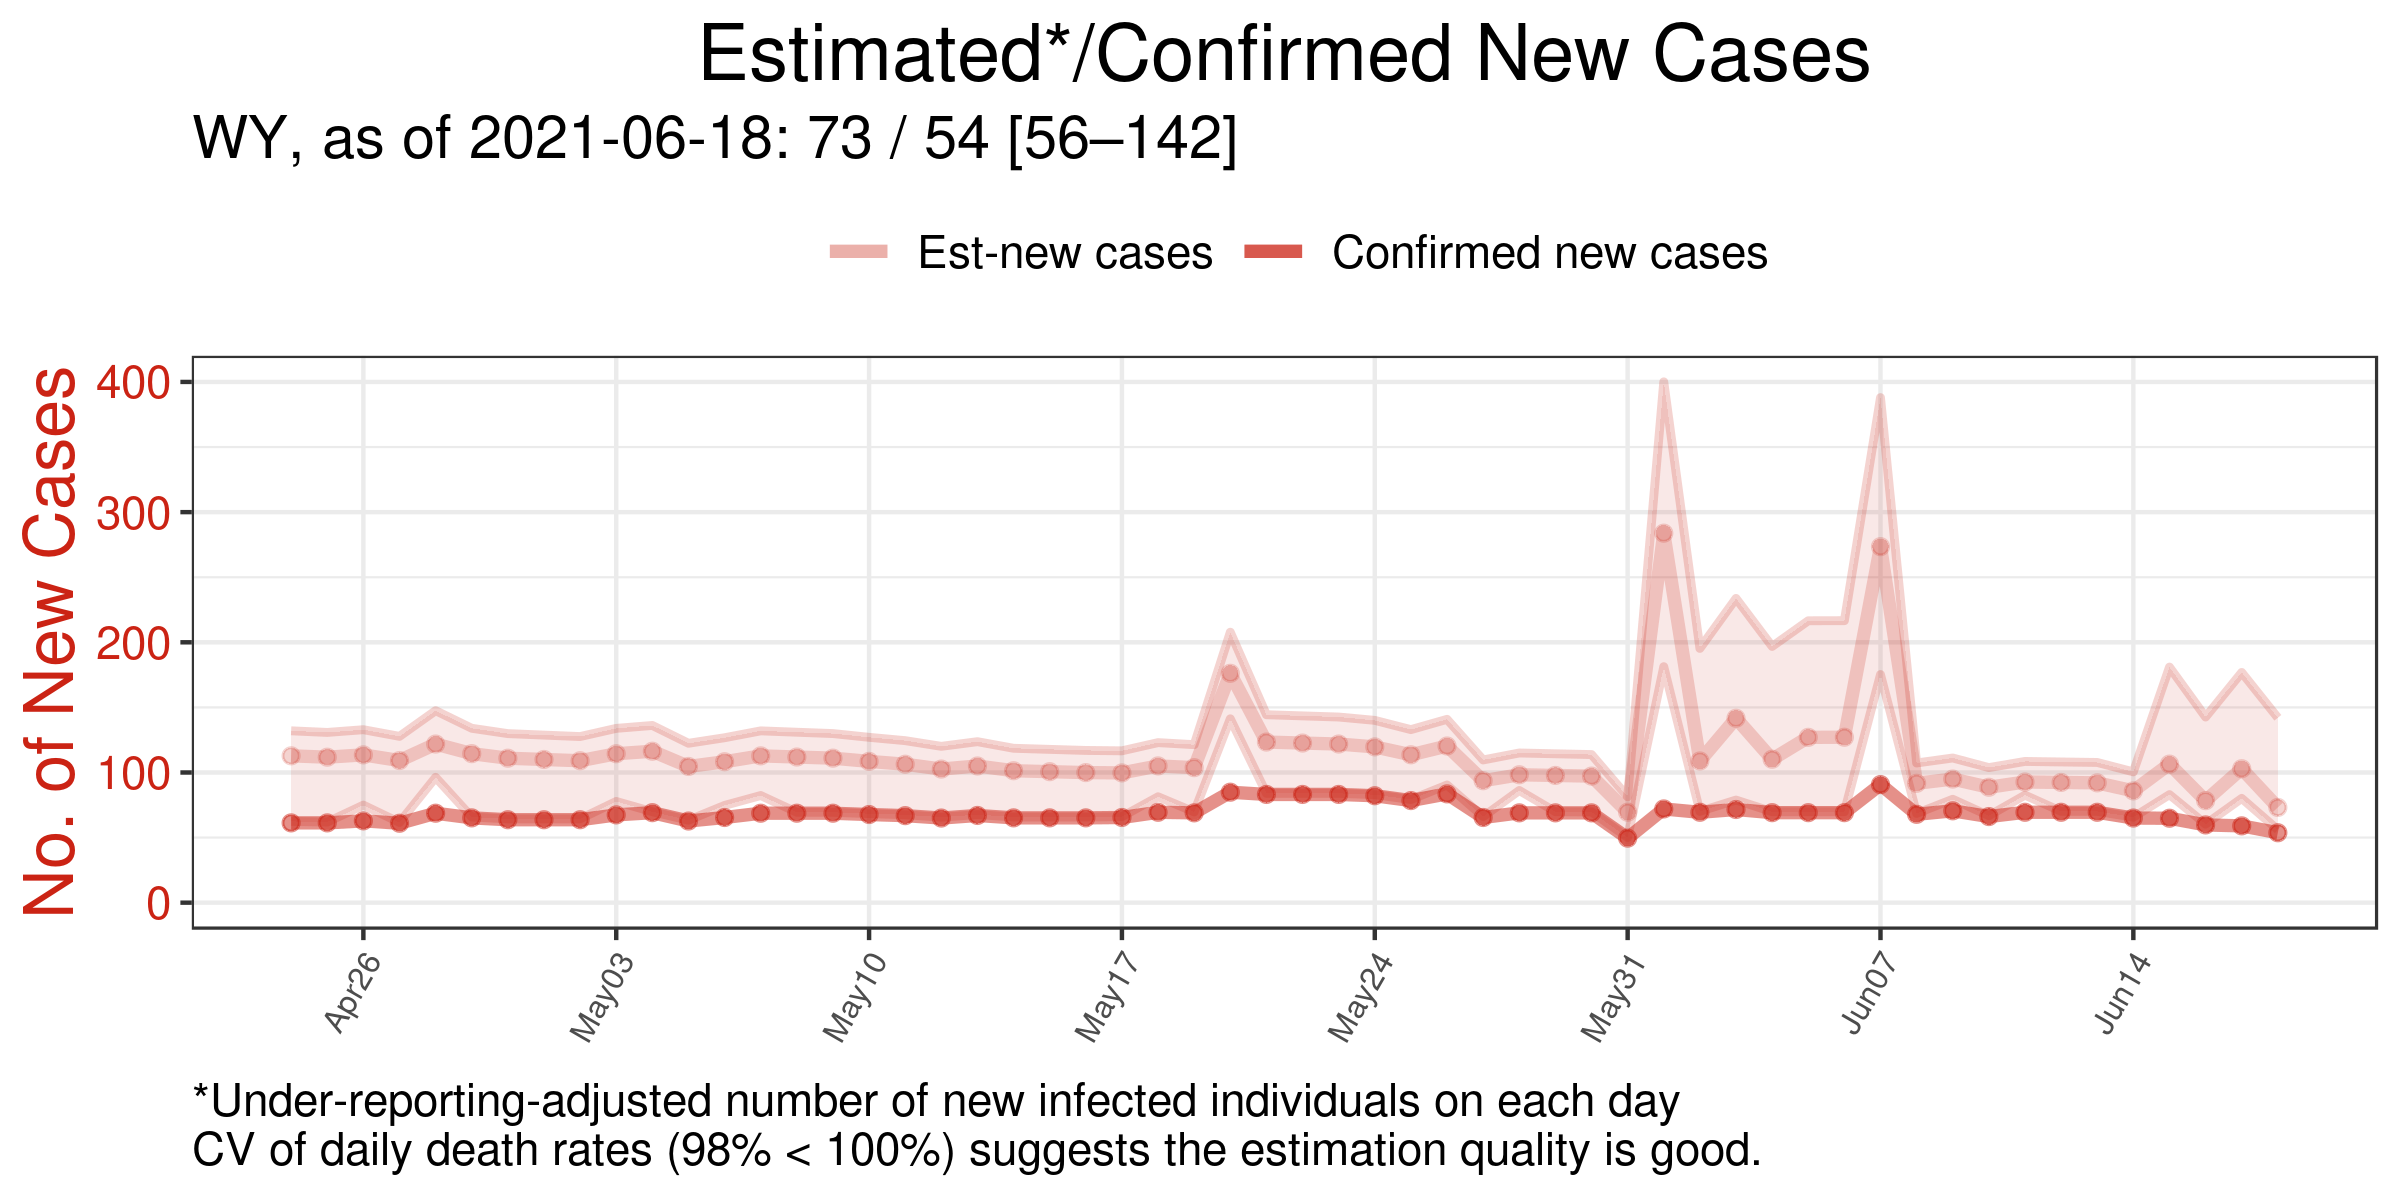 Estimated*/Confirmed New Cases
WY, as of 2021-06-18: 73 / 54 [56–142]
Est-new cases
Confirmed new cases
No. of New Cases
400
300
200
100
0
Apr26
May03
May10
May17
May24
May31
Jun07
Jun14
*Under-reporting-adjusted number of new infected individuals on each day
CV of daily death rates (98% < 100%) suggests the estimation quality is good.